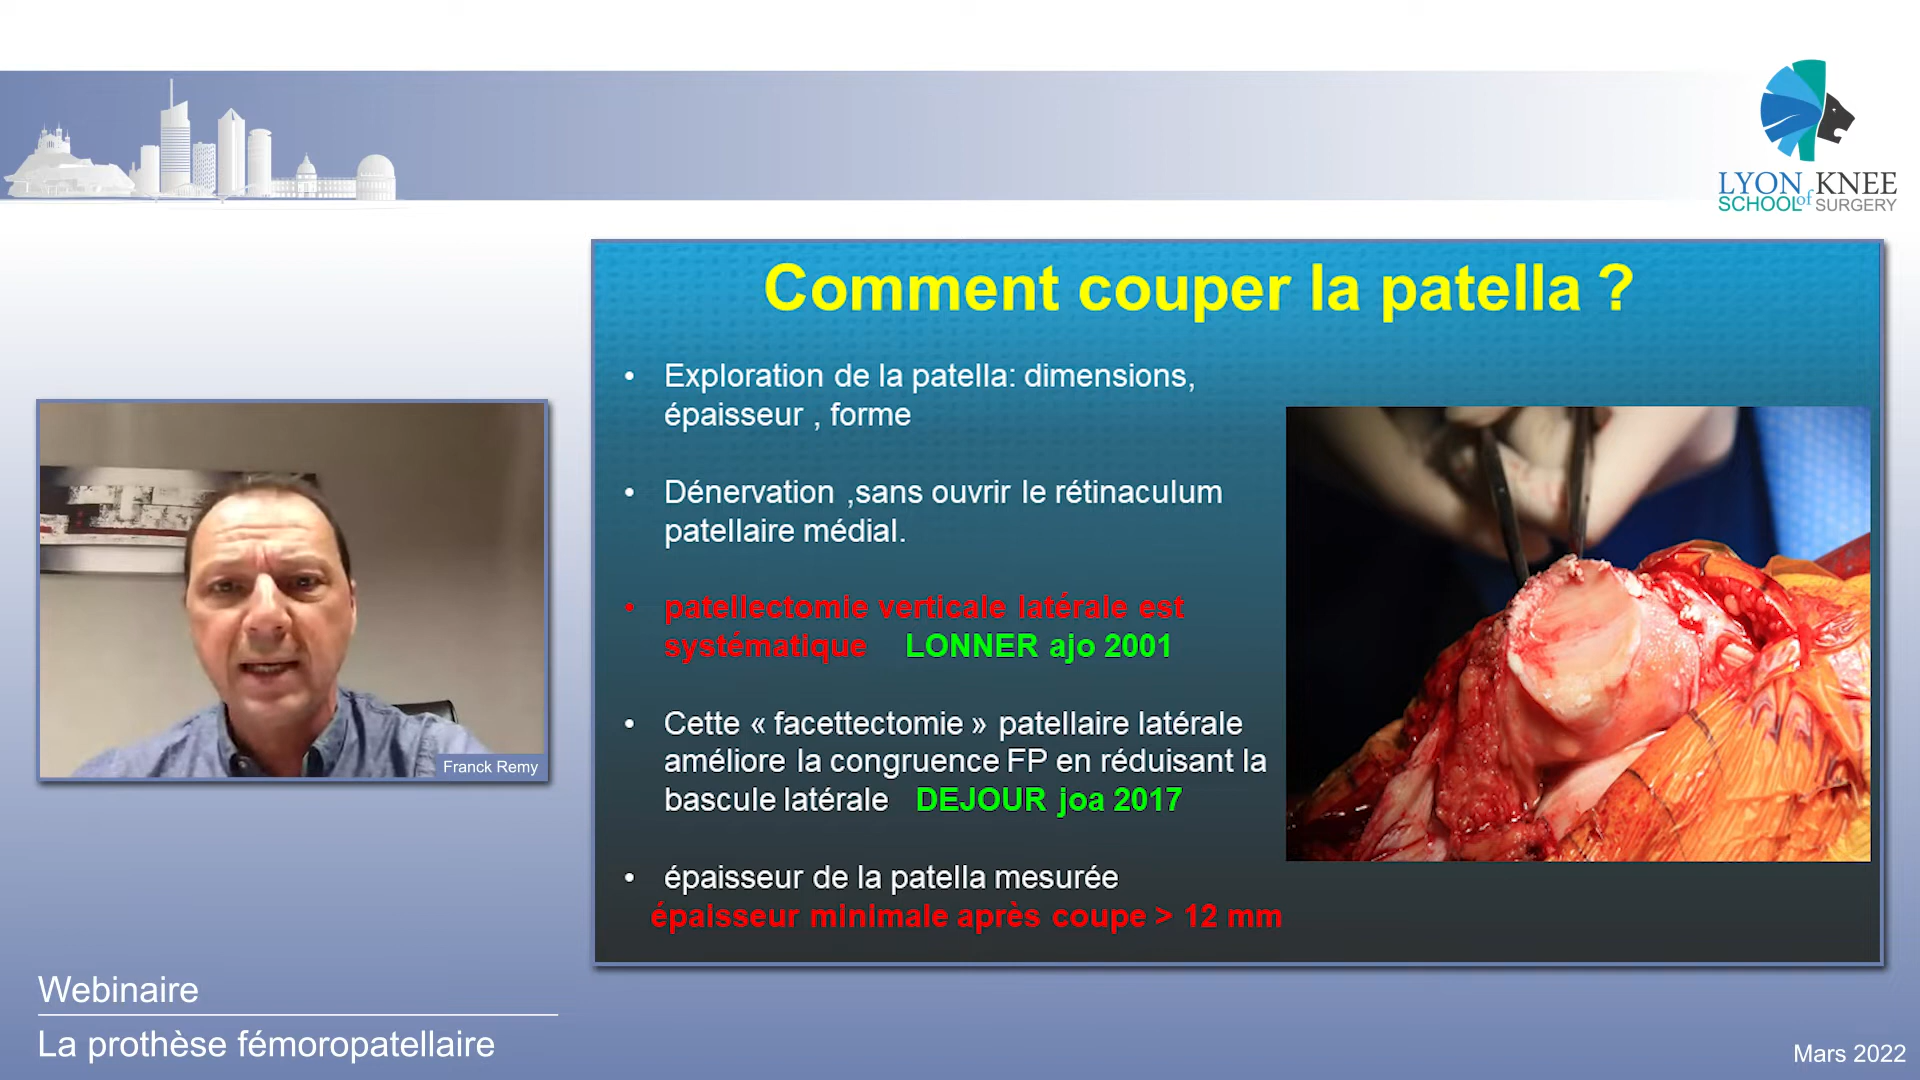 LYON of KNEE
SCHOOL SURGERY
Comment couper la patella ?
• Exploration de la patella: dimensions,
épaisseur , forme
• Dénervation ,sans ouvrir le rétinaculum
patellaire médial.
• patellectomie verticale latérale est
systématique LONNER ajo 2001
• Cette « facettectomie » patellaire latérale
améliore la congruence FP en réduisant la
bascule latérale DEJOUR joa 2017
• épaisseur de la patella mesurée
épaisseur minimale après coupe > 12 mm
Franck Remy
Webinaire
La prothèse fémoropatellaire
Mars 2022